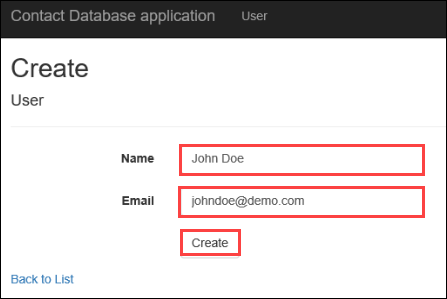 Contact Database application User
Create
User
Name John Doe
Email johndoe@demo.com
Create
Back to List